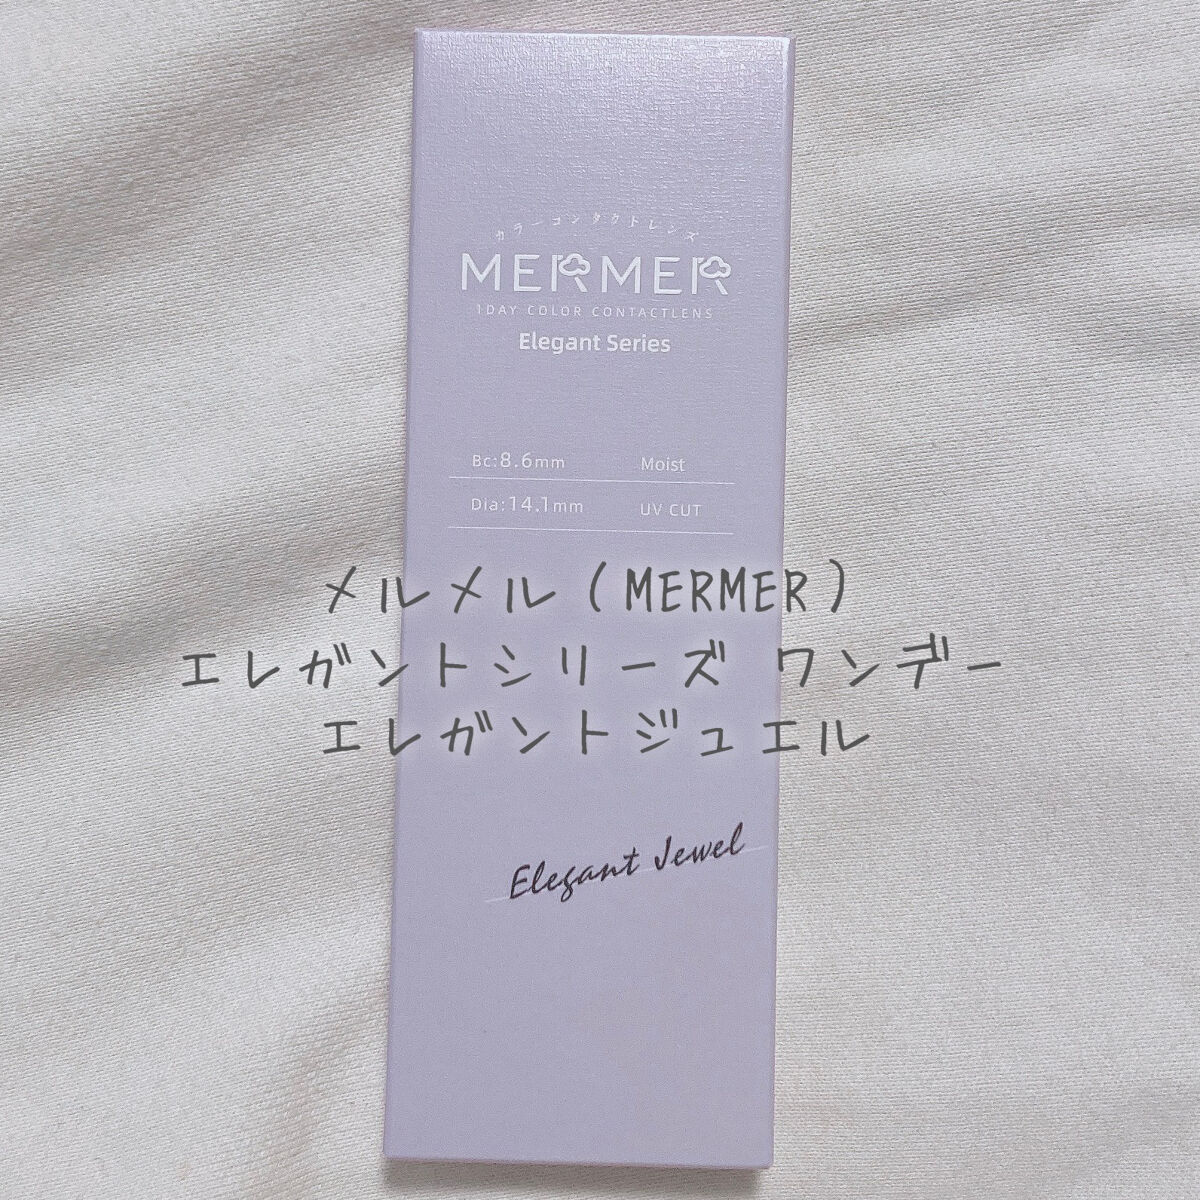 カラーコンタクトレンズ
MERMER
1DAY COLOR CONTACTLENS
Elegant Series
Bc:8.6mm Moist
Dia:14.1mm UV CUT
メルメル（MERMER）
エレガントシリーズ ワンデー
エレガントジュエル
Elegant Jewel